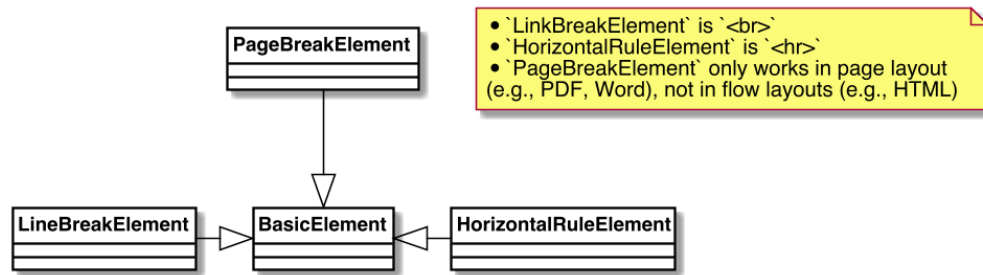 PageBreakElement
• `LinkBreakElement` is `<br>`
• `HorizontalRuleElement` is `<hr>`
• `PageBreakElement` only works in page layout
(e.g., PDF, Word), not in flow layouts (e.g., HTML)
LineBreakElement
BasicElement
HorizontalRuleElement